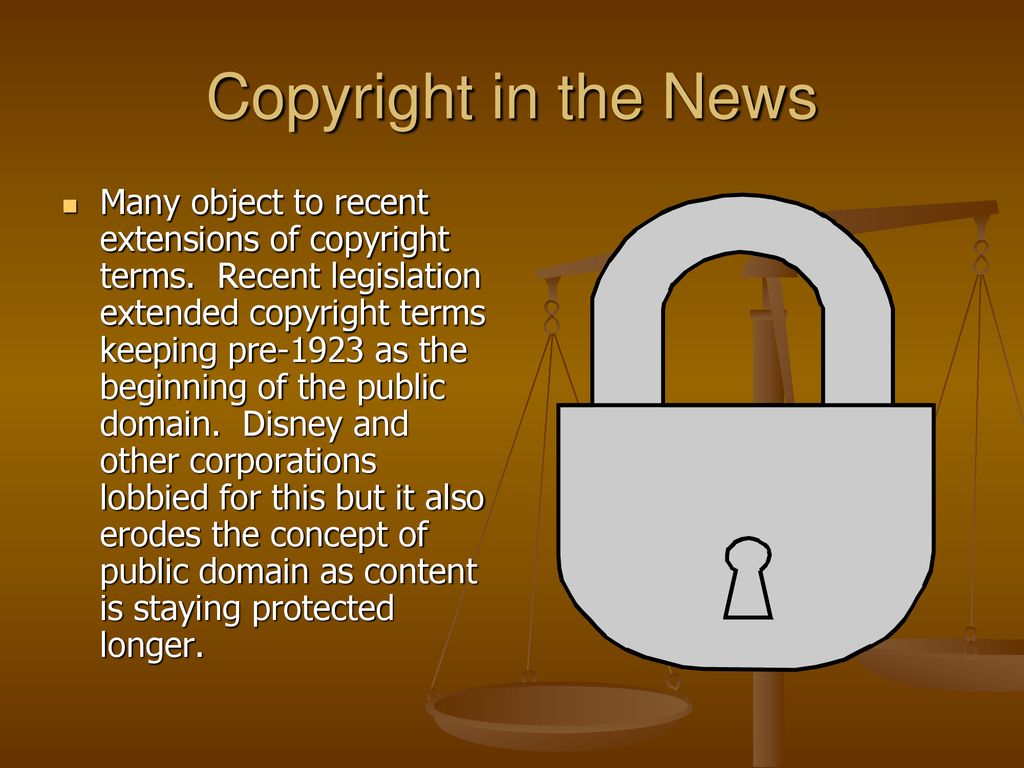 Copyright in the News
Many object to recent
extensions of copyright
terms.  Recent legislation
extended copyright terms
keeping pre-1923 as the
beginning of the public
domain.  Disney and
other corporations
lobbied for this but it also
erodes the concept of
public domain as content
is staying protected
longer.